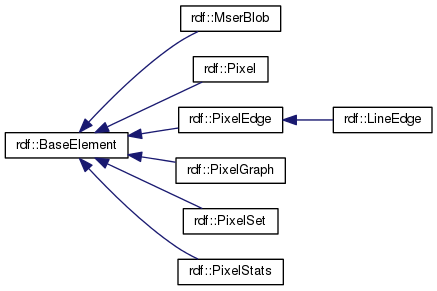 rdf::MserBlob
rdf::Pixel
rdf::PixelEdge
rdf::LineEdge
rdf::BaseElement
rdf::PixelGraph
rdf::PixelSet
rdf::PixelStats